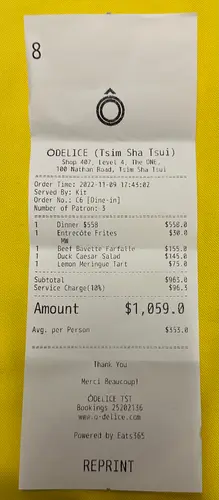 8
Ô
ÔDELICE (Tsim Sha Tsui)
Shop 407, Level 4, The ONE,
100 Nathan Road, Tsim Sha Tsui
Order Time: 2022-11-09 17:43:02
Served By: Kit
Order No.: C6 [Dine-in]
Number of Patron: 3
1 Dinner $558 $558.0
1 Entrecôte Frites $30.0
MW
1 Beef Bavette Farfalle $155.0
1 Duck Caesar Salad $145.0
1 Lemon Meringue Tart $75.0
Subtotal $963.0
Service Charge(10%) $96.3
Amount $1,059.0
Avg. per Person $353.0
Thank You
Merci Beaucoup!
ÔDELICE TST
Bookings 25202136
www.o-delice.com
Powered by Eats365
REPRINT